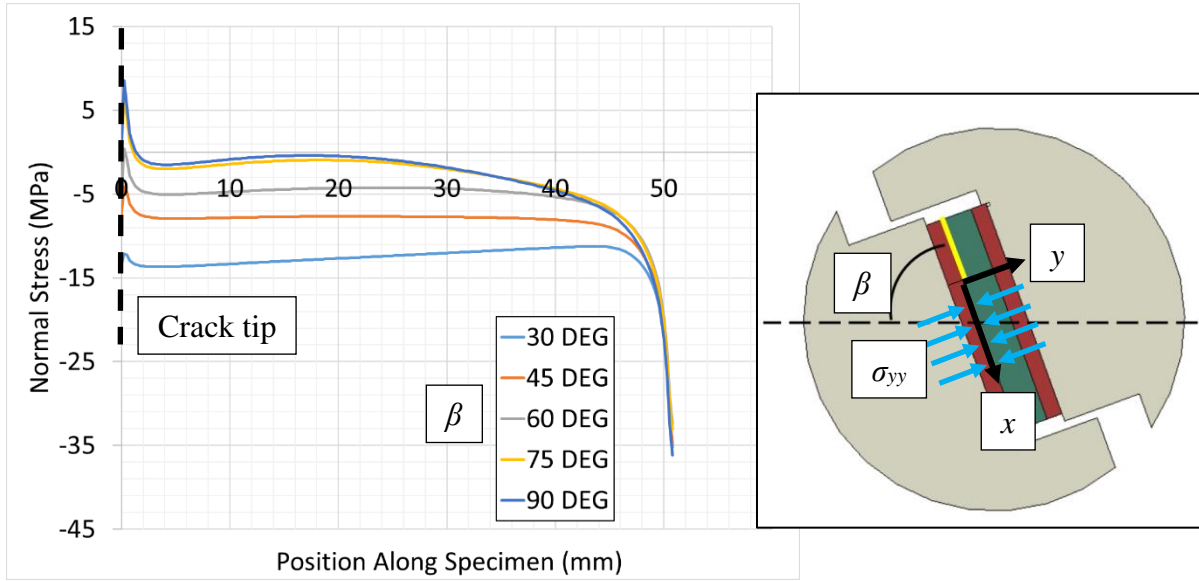 Normal Stress (MPa)
15
5
-5
-15
-25
-35
-45
0
10
20
30
40
50
Crack tip
β
30 DEG
45 DEG
60 DEG
75 DEG
90 DEG
Position Along Specimen (mm)
β
y
σyy
x